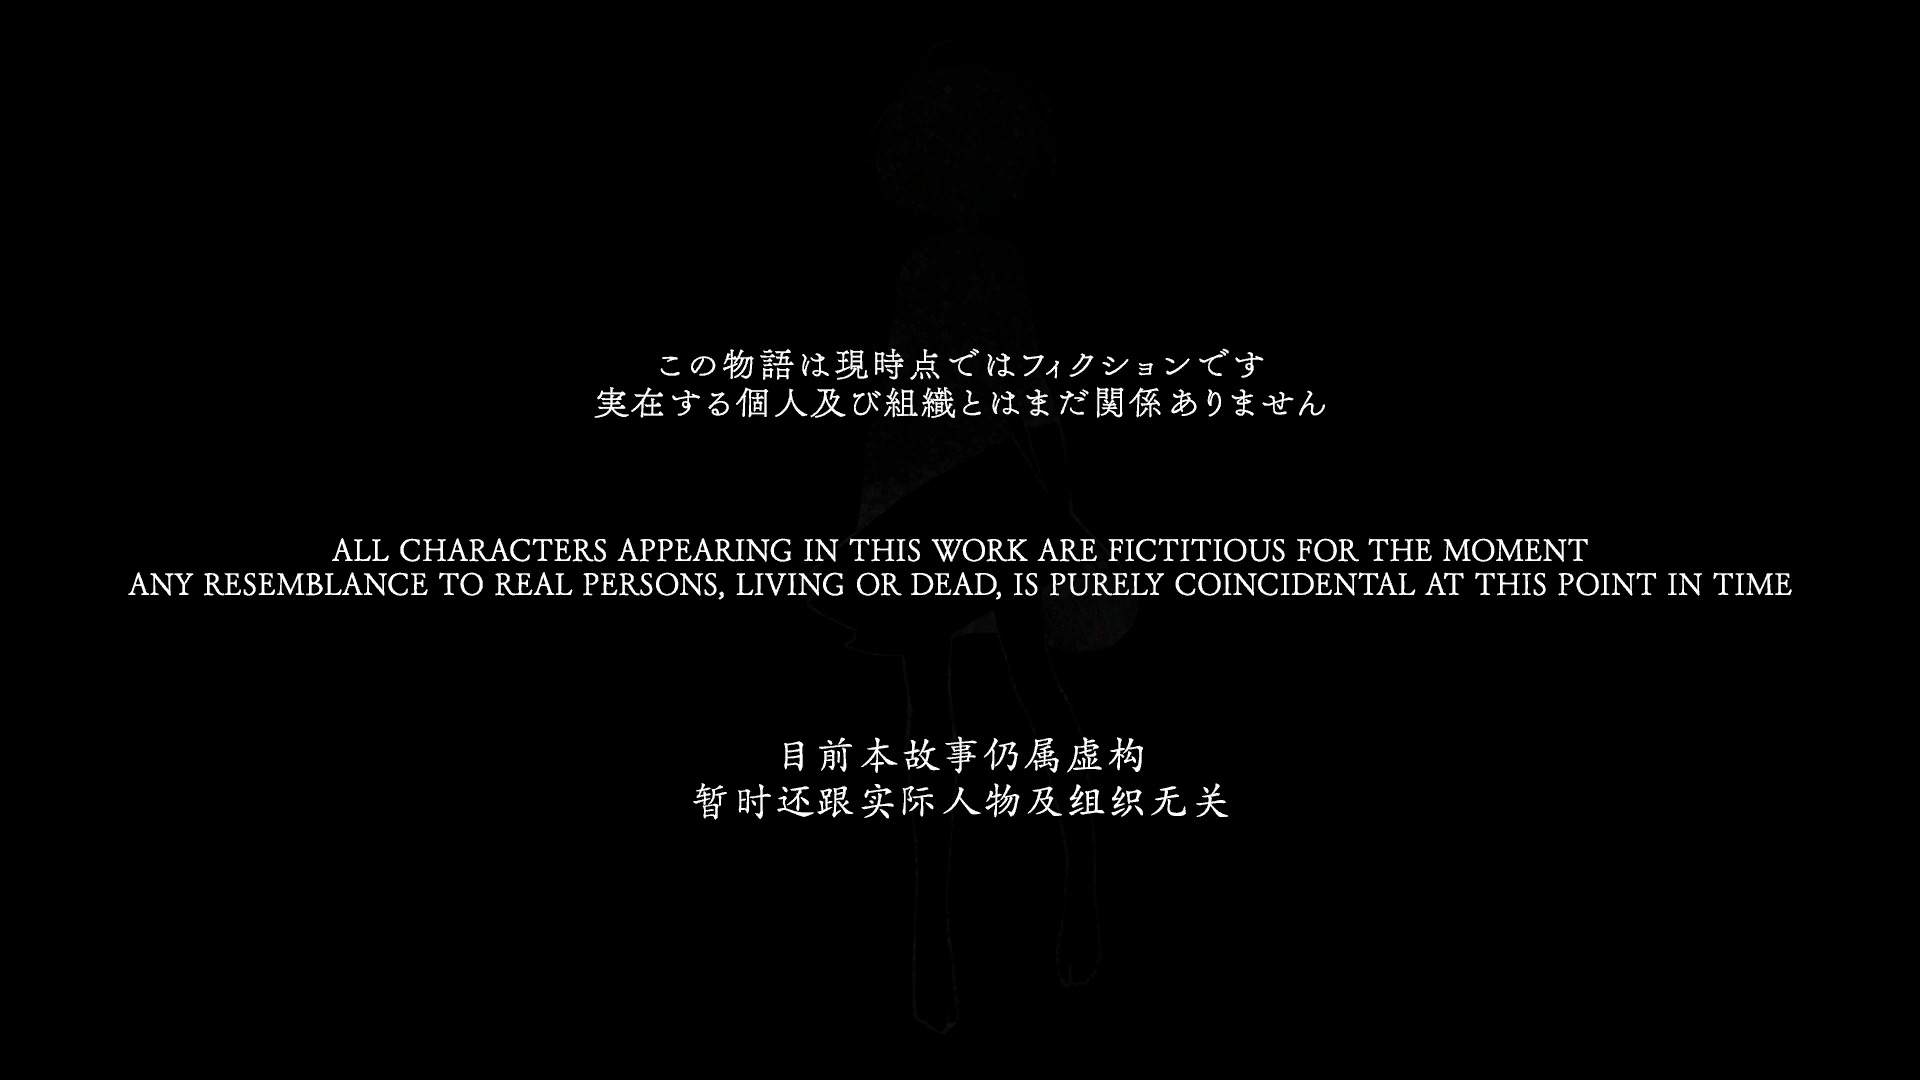 この物語は現時点ではフィクションです
実在する個人及び組織とはまだ関係ありません
ALL CHARACTERS APPEARING IN THIS WORK ARE FICTITIOUS FOR THE MOMENT
ANY RESEMBLANCE TO REAL PERSONS, LIVING OR DEAD, IS PURELY COINCIDENTAL AT THIS POINT IN TIME
目前本故事仍属虚构
暂时还跟实际人物及组织无关